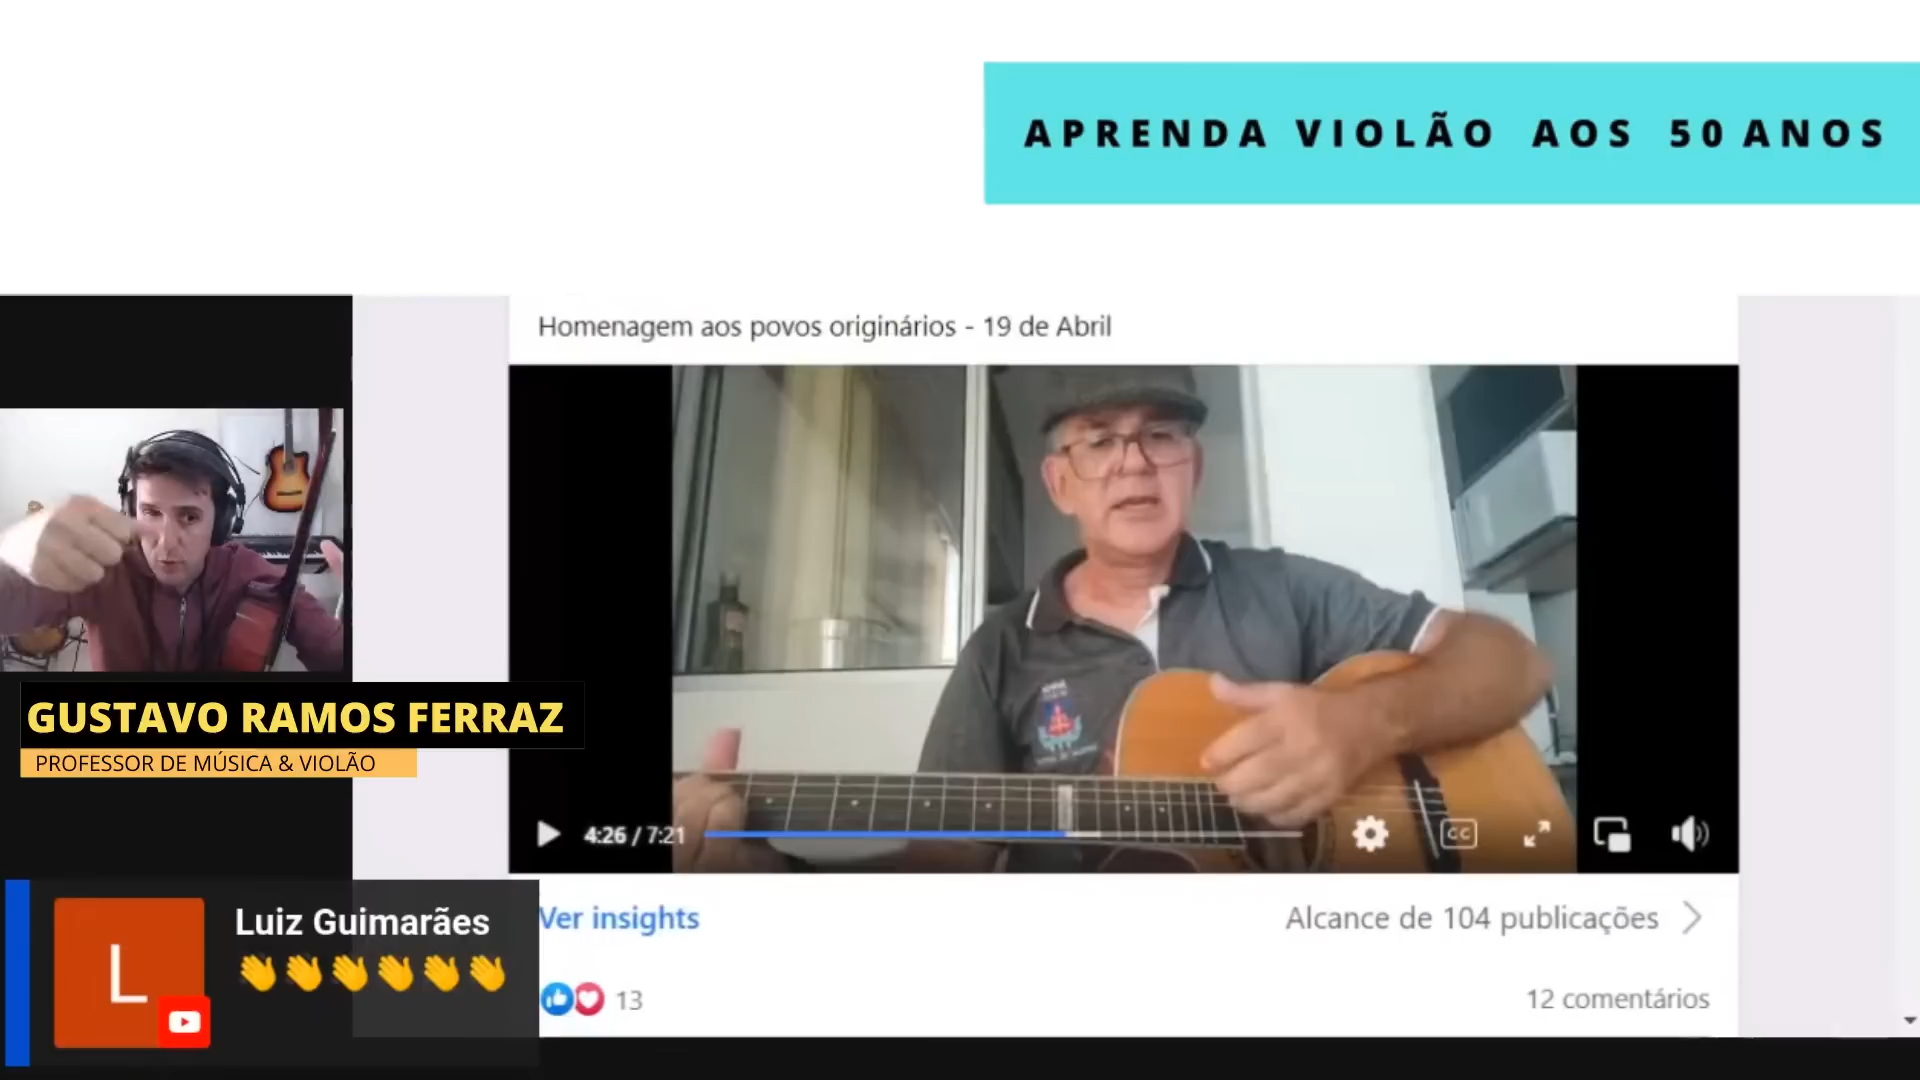 APRENDA VIOLÃO AOS 50 ANOS
Homenagem aos povos originários - 19 de Abril
GUSTAVO RAMOS FERRAZ
PROFESSOR DE MÚSICA & VIOLÃO
4:26 / 7:21
CC
Ver insights
Alcance de 104 publicações
L
Luiz Guimarães
👏👏👏👏👏👏
13
12 comentários